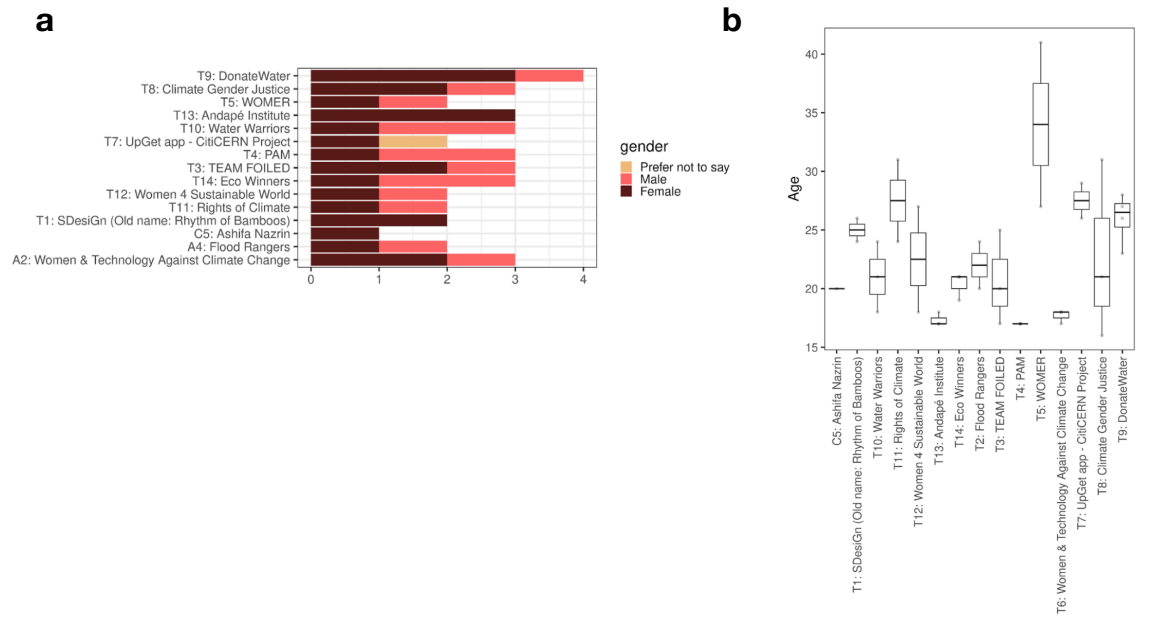 a
T9: DonateWater
T8: Climate Gender Justice
T5: WOMER
T13: Andapé Institute
T10: Water Warriors
T7: UpGet app - CitiCERN Project
T4: PAM
T3: TEAM FOILED
T14: Eco Winners
T12: Women 4 Sustainable World
T11: Rights of Climate
T1: SDesiGn (Old name: Rhythm of Bamboos)
C5: Ashifa Nazrin
A4: Flood Rangers
A2: Women & Technology Against Climate Change
0 1 2 3 4
gender
Prefer not to say
Male
Female
b
Age
40
35
30
25
20
15
C5: Ashifa Nazrin
T1: SDesiGn (Old name: Rhythm of Bamboos)
T10: Water Warriors
T11: Rights of Climate
T12: Women 4 Sustainable World
T13: Andapé Institute
T14: Eco Winners
T2: Flood Rangers
T3: TEAM FOILED
T4: PAM
T5: WOMER
T6: Women & Technology Against Climate Change
T7: UpGet app - CitiCERN Project
T8: Climate Gender Justice
T9: DonateWater